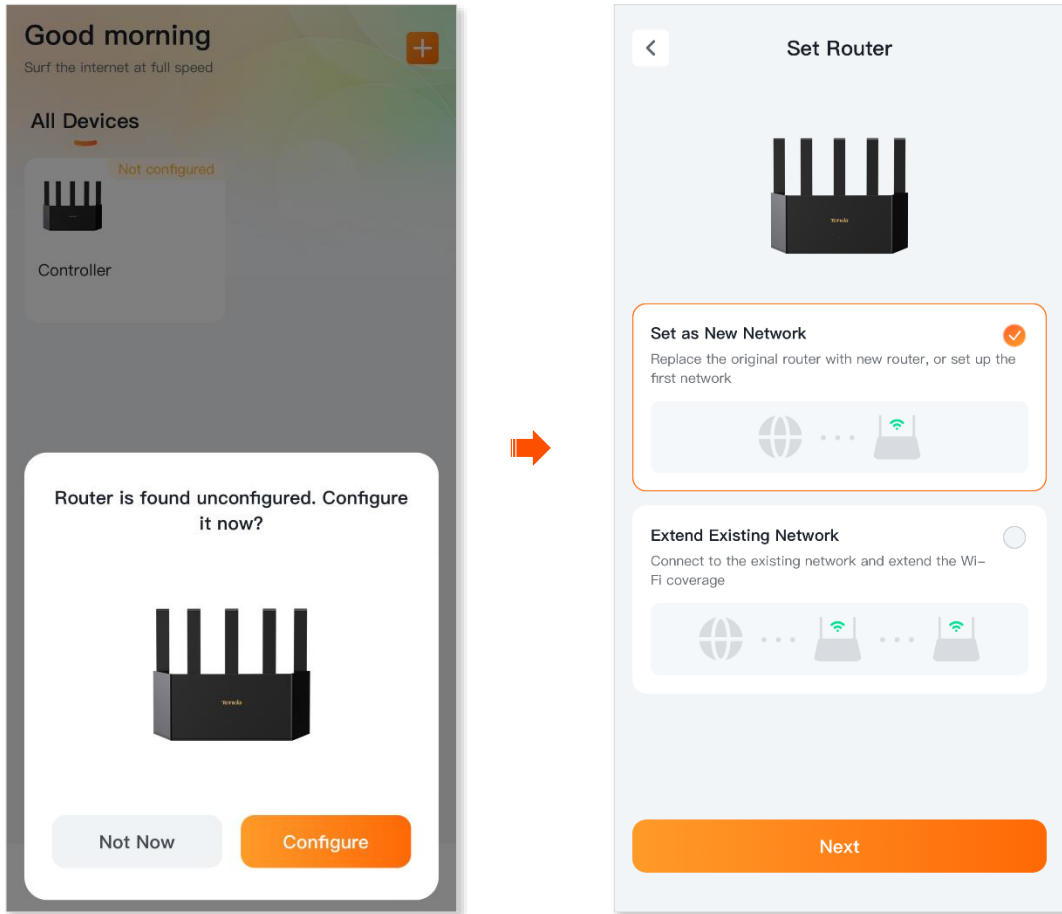 Good morning
Surf the internet at full speed
All Devices
Not configured
Controller
Router is found unconfigured. Configure
it now?
Tenda
Not Now
Configure
Set Router
Tenda
Set as New Network
Replace the original router with new router, or set up the
first network
Extend Existing Network
Connect to the existing network and extend the Wi-
Fi coverage
Next